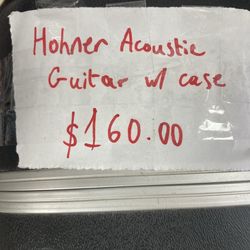 Hohner Acoustic
Guitar w/ case
$160.00